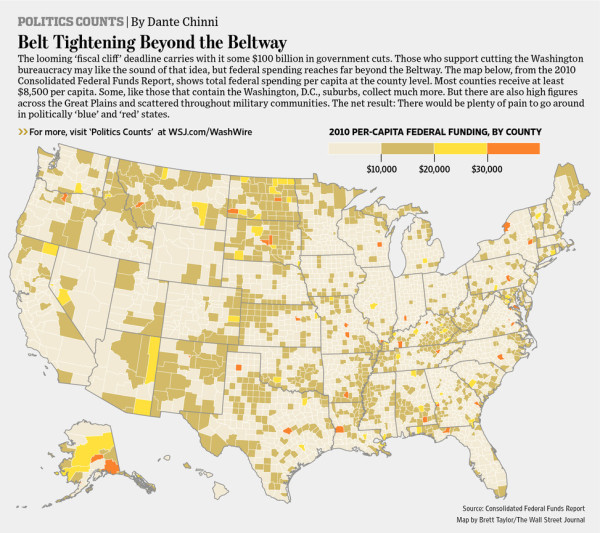 POLITICS COUNTS | By Dante Chinni
Belt Tightening Beyond the Beltway
The looming ‘fiscal cliff’ deadline carries with it some $100 billion in government cuts. Those who support cutting the Washington
bureaucracy may like the sound of that idea, but federal spending reaches far beyond the Beltway. The map below, from the 2010
Consolidated Federal Funds Report, shows total federal spending per capita at the county level. Most counties receive at least
$8,500 per capita. Some, like those that contain the Washington, D.C., suburbs, collect much more. But there are also high figures
across the Great Plains and scattered throughout military communities. The net result: There would be plenty of pain to go around
in politically ‘blue’ and ‘red’ states.
>> For more, visit ‘Politics Counts’ at WSJ.com/WashWire
2010 PER-CAPITA FEDERAL FUNDING, BY COUNTY
$10,000 $20,000 $30,000
Source: Consolidated Federal Funds Report
Map by Brett Taylor/The Wall Street Journal